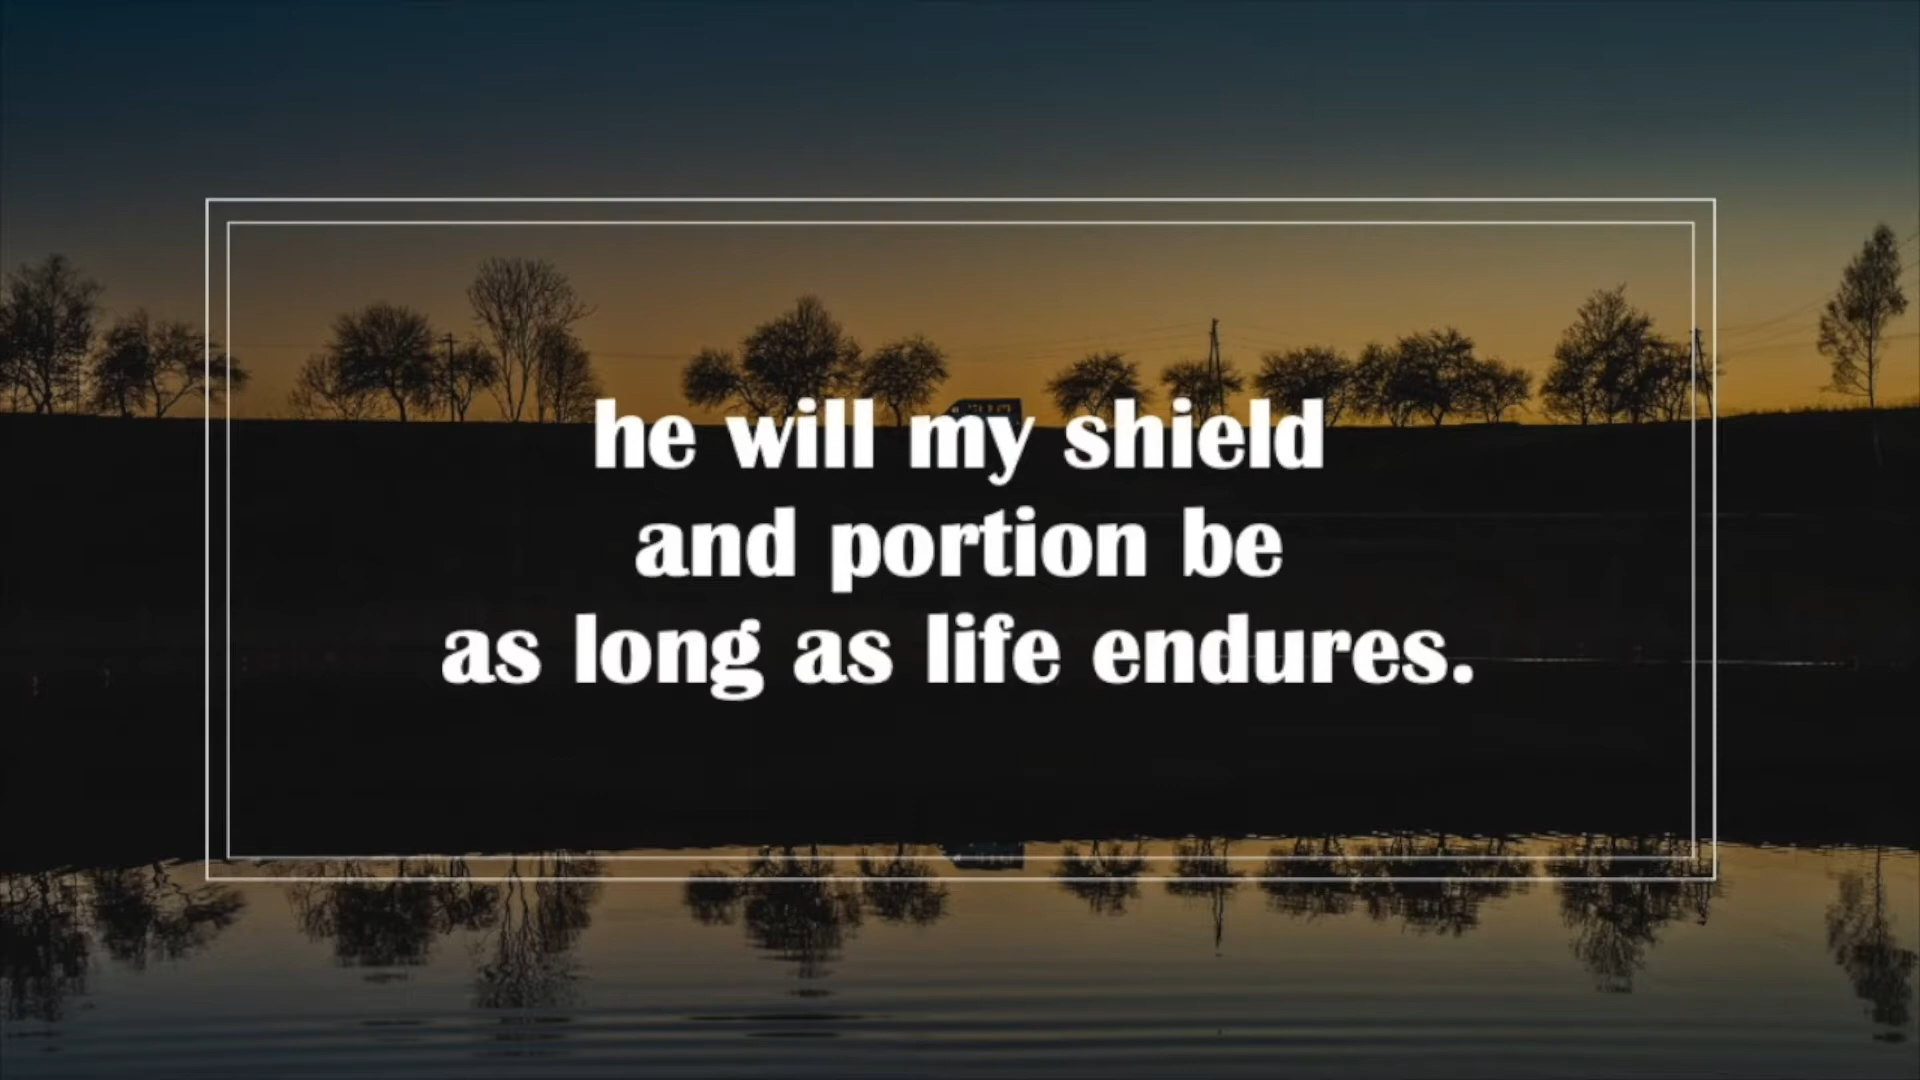 he will my shield
and portion be
as long as life endures.